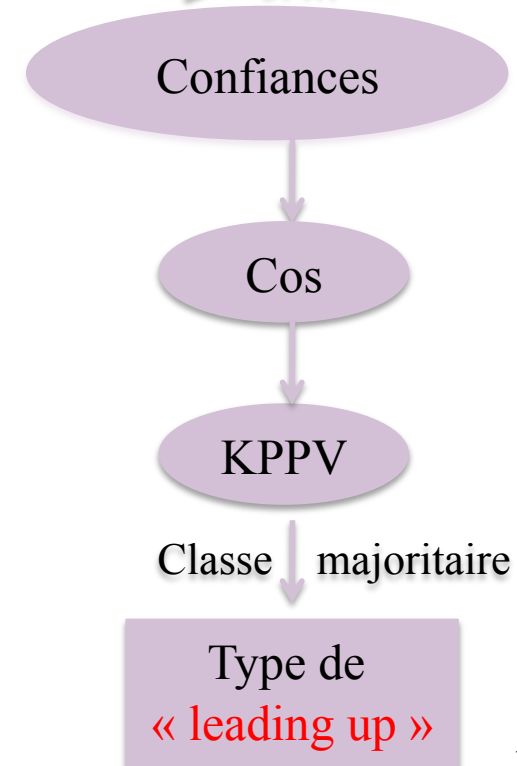 Confiances
Cos
KPPV
Classe majoritaire
Type de
« leading up »